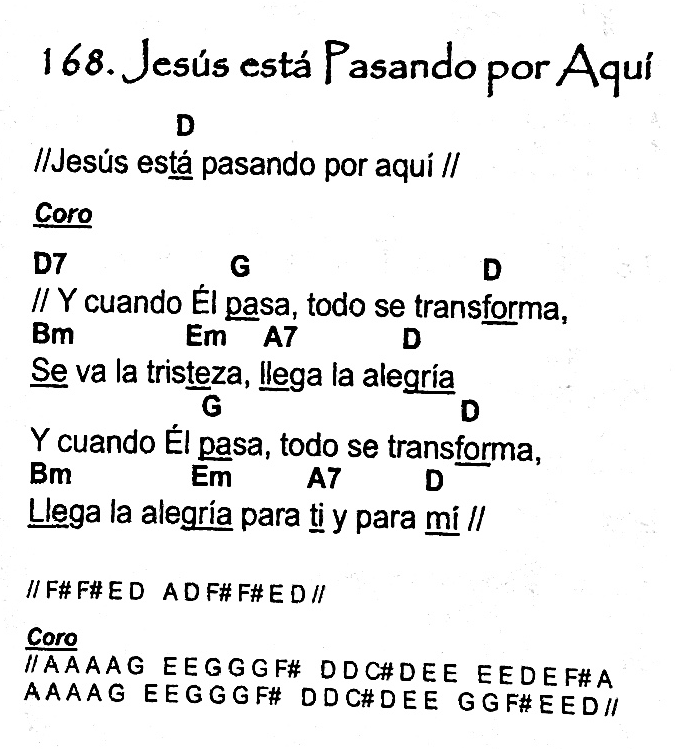 168. Jesús está Pasando por Aquí
D
//Jesús está pasando por aquí //
Coro
D7 G D
// Y cuando Él pasa, todo se transforma,
Bm Em A7 D
Se va la tristeza, llega la alegría
G D
Y cuando Él pasa, todo se transforma,
Bm Em A7 D
Llega la alegría para ti y para mí //
// F# F# E D A D F# F# E D //
Coro
// A A A A G E E G G G F# D D C# D E E E E D E F# A
A A A A G E E G G G F# D D C# D E E G G F# E E D //